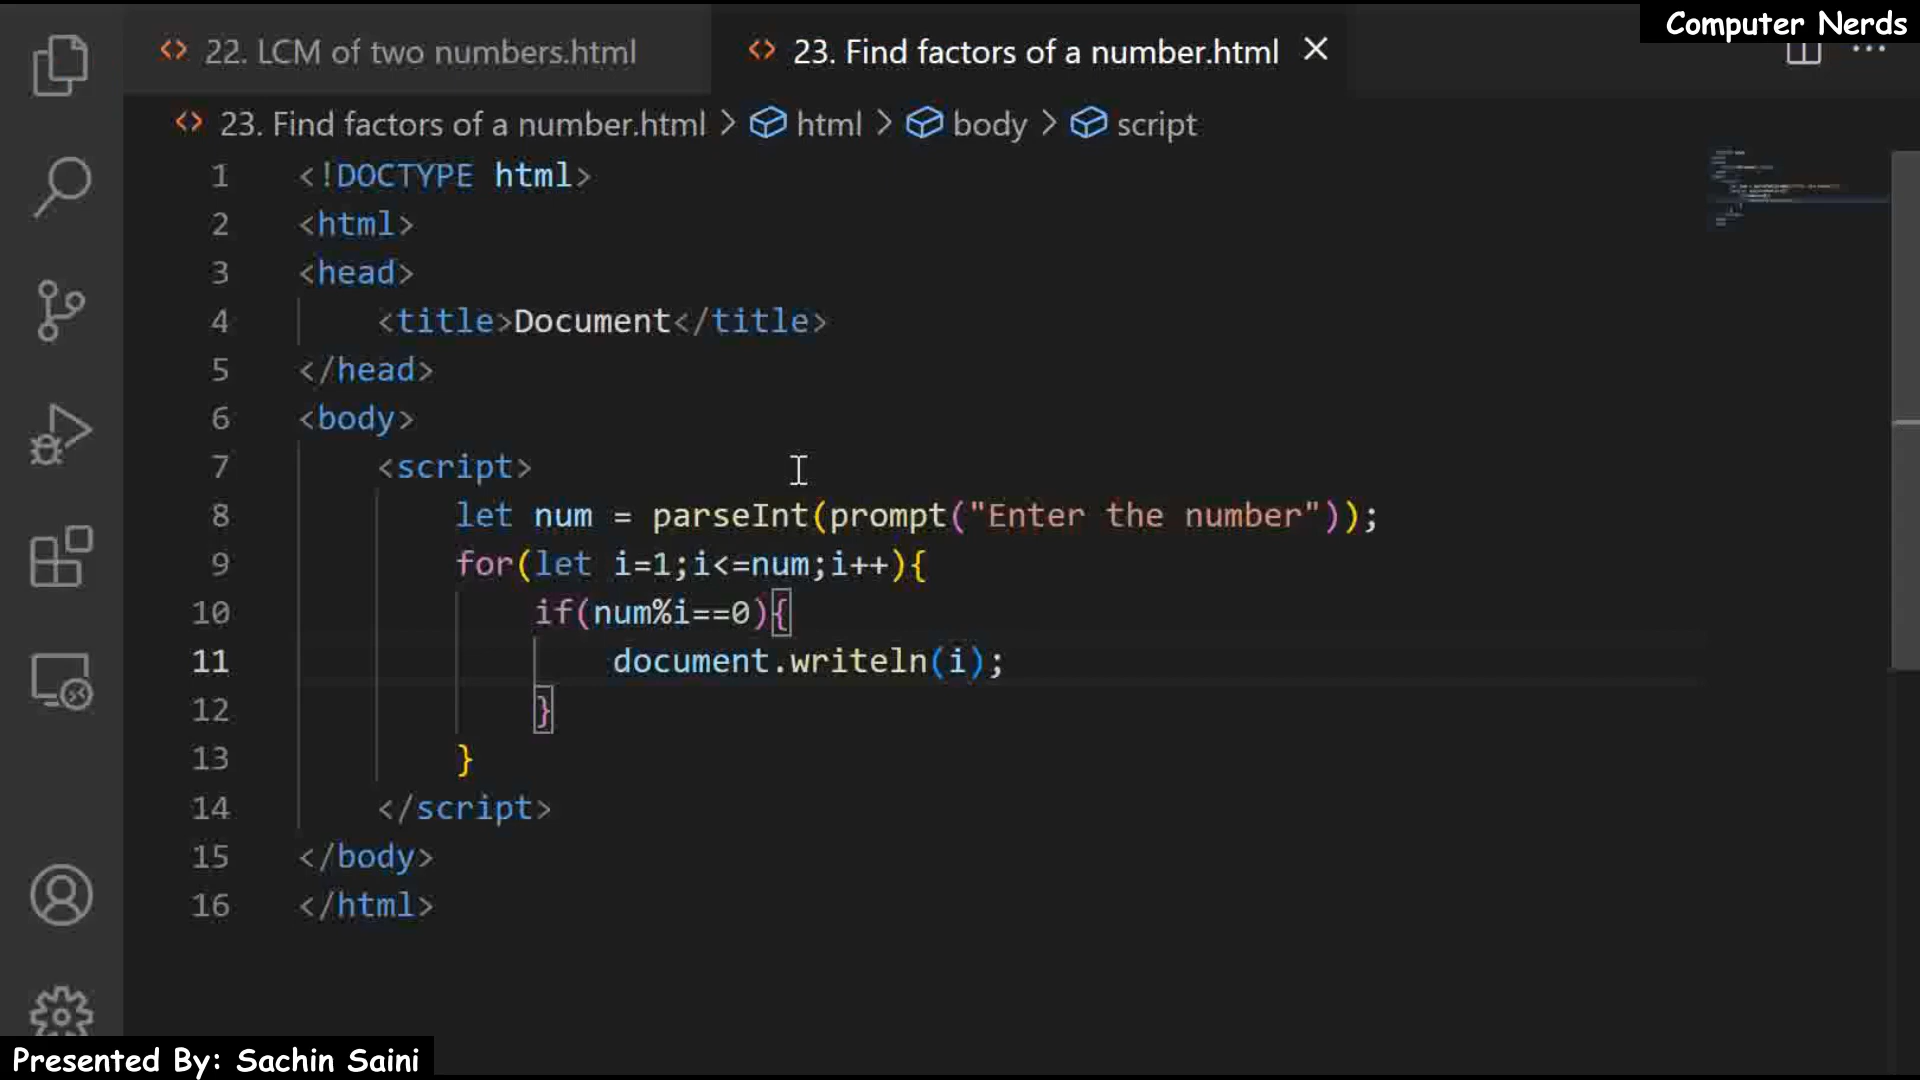 Computer Nerds
22. LCM of two numbers.html
23. Find factors of a number.html
23. Find factors of a number.html > html > body > script
1 <!DOCTYPE html>
2 <html>
3 <head>
4 <title>Document</title>
5 </head>
6 <body>
7 <script>
8 let num = parseInt(prompt("Enter the number"));
9 for(let i=1;i<=num;i++){
10 if(num%i==0){
11 document.writeln(i);
12 }
13 }
14 </script>
15 </body>
16 </html>
Presented By: Sachin Saini